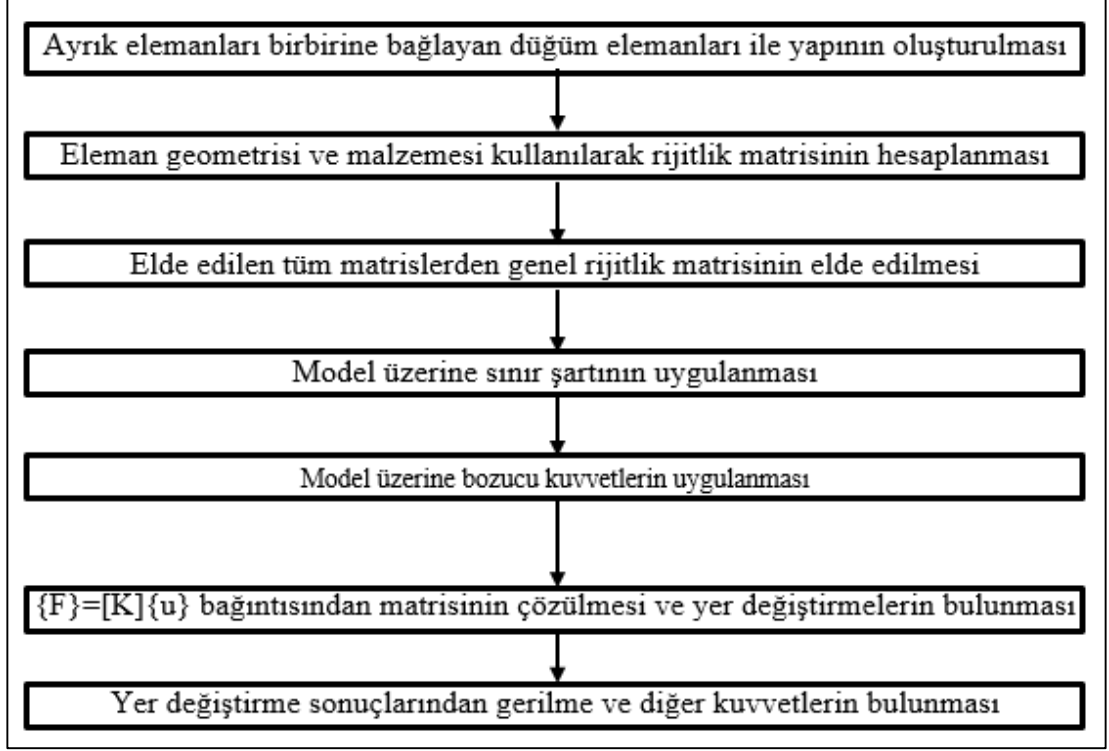 Ayrık elemanları birbirine bağlayan düğüm elemanları ile yapının oluşturulması
Eleman geometrisi ve malzemesi kullanılarak rijitlik matrisinin hesaplanması
Elde edilen tüm matrislerden genel rijitlik matrisinin elde edilmesi
Model üzerine sınır şartının uygulanması
Model üzerine bozucu kuvvetlerin uygulanması
{F}=[K]{u} bağıntısından matrisinin çözülmesi ve yer değiştirmelerin bulunması
Yer değiştirme sonuçlarından gerilme ve diğer kuvvetlerin bulunması